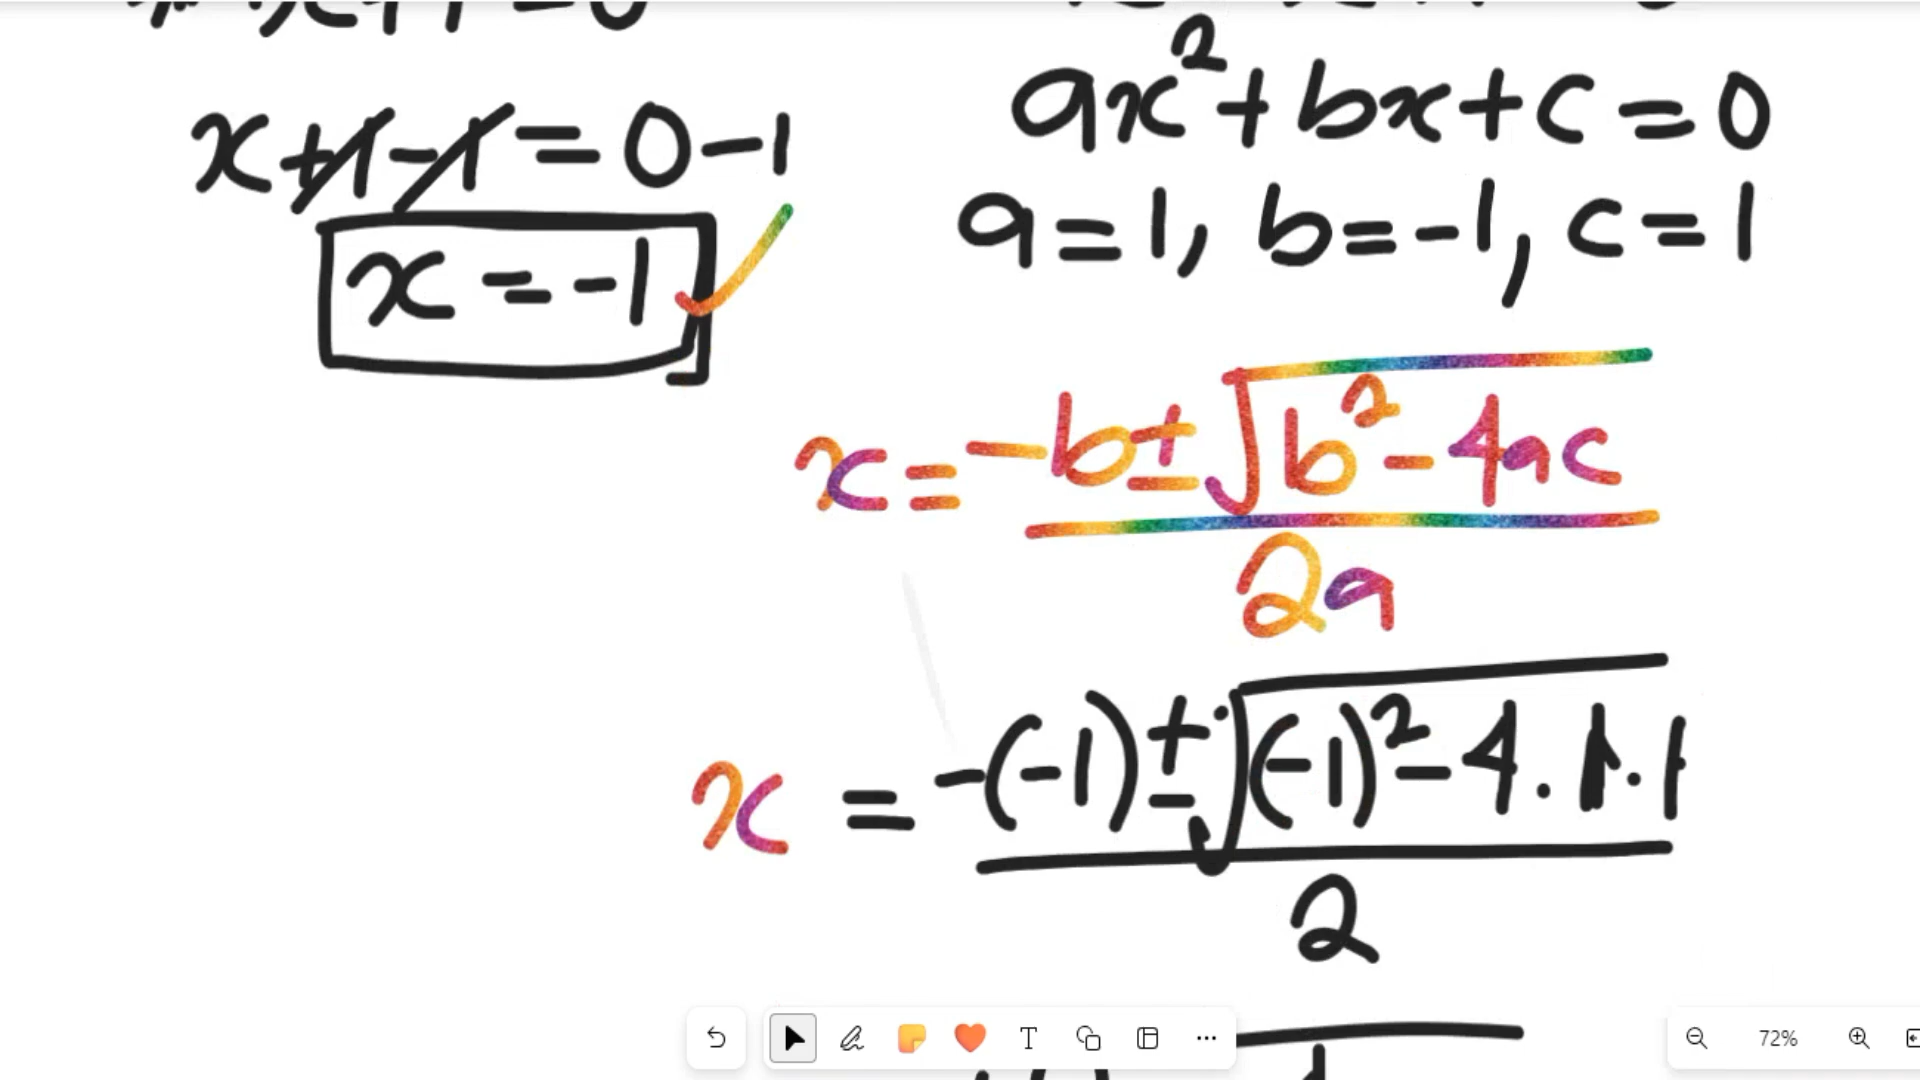 x+1-1=0-1
x=-1
ax²+bx+c=0
a=1, b=-1, c=1
x=-b±√b²-4ac
2a
x=-(-1)±√(-1)²-4.1.1
2
T
72%